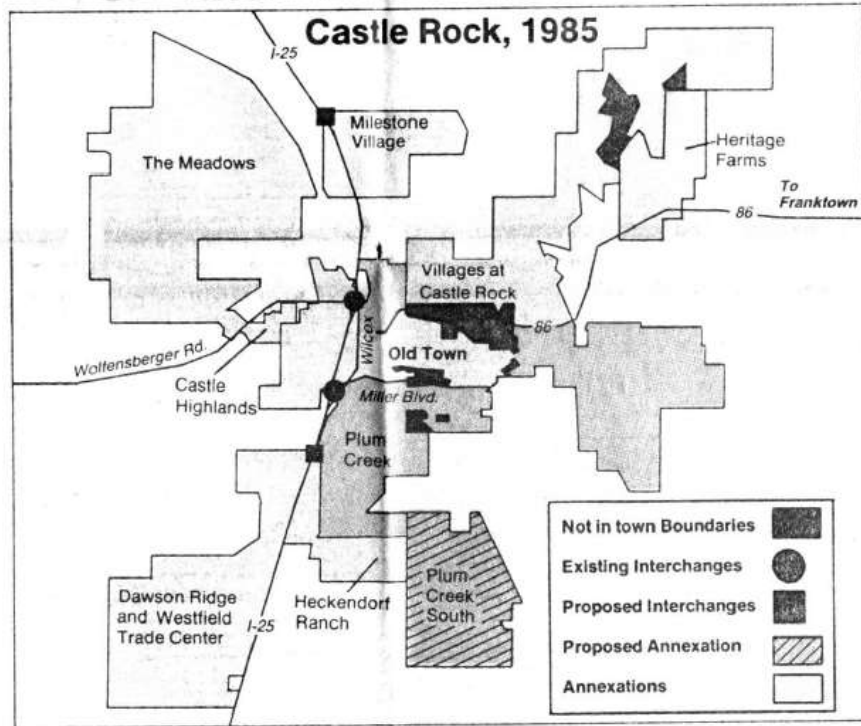 Castle Rock, 1985
I-25
Milestone
Village
The Meadows
Heritage
Farms
To
Franktown
86
Villages at
Castle Rock
86
Wilcox
Old Town
Wolfensberger Rd.
Castle
Highlands
Miller Blvd.
Plum
Creek
Dawson Ridge
and Westfield
Trade Center
I-25
Heckendorf
Ranch
Plum
Creek
South
Not in town Boundaries
Existing Interchanges
Proposed Interchanges
Proposed Annexation
Annexations